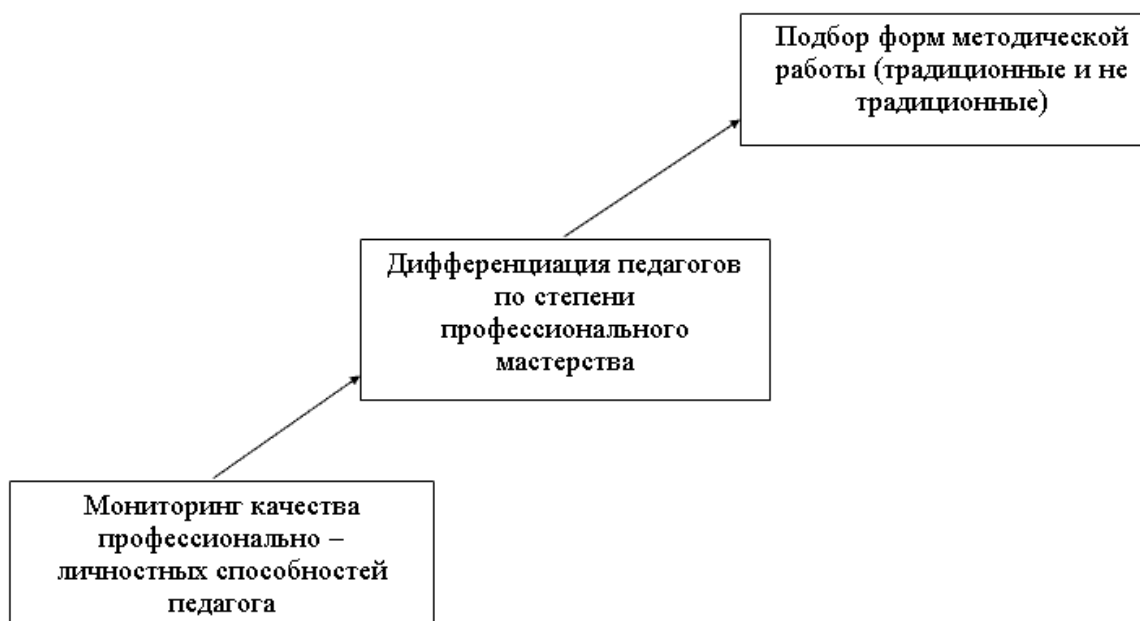 Подбор форм методической
работы (традиционные и не
традиционные)
Дифференциация педагогов
по степени
профессионального
мастерства
Мониторинг качества
профессионально –
личностных способностей
педагога